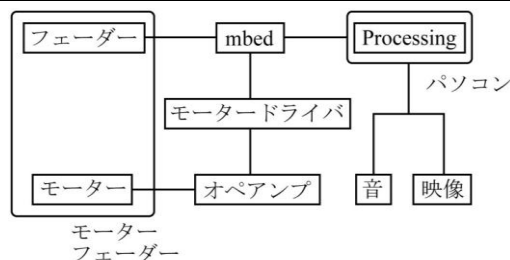 フェーダー
mbed
Processing
パソコン
モータードライバ
モーター
オペアンプ
音
映像
モーター
フェーダー